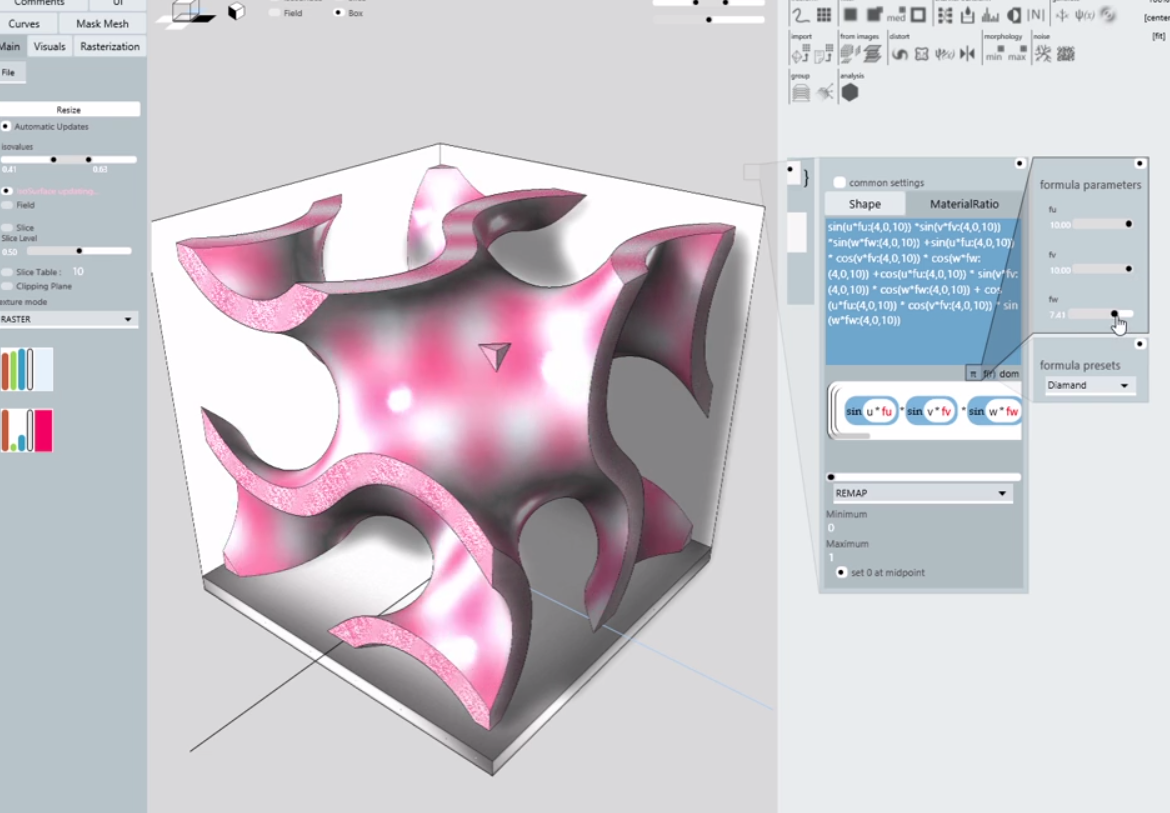 Comments
UI
Curves
Mask Mesh
Main
Visuals
Rasterization
File
Resize
Automatic Updates
isovalues
0.41
0.61
isoSurface updating...
Field
Slice
Slice Level
0.50
Slice Table : 10
Clipping Plane
exture mode
RASTER
Field
Box
med
|N|
ψ(x)
[center
[fit]
import
from images
distort
morphology
noise
min
max
group
analysis
}
common settings
Shape
MaterialRatio
sin(u*fu:(4,0,10)) *sin(v*fv:(4,0,10))
*sin(w*fw:(4,0,10)) +sin(u*fu:(4,0,10))
* cos(v*fv:(4,0,10)) * cos(w*fw:
(4,0,10)) +cos(u*fu:(4,0,10)) * sin(v*fv:
(4,0,10)) * cos(w*fw:(4,0,10)) + cos
(u*fu:(4,0,10)) * cos(v*fv:(4,0,10)) * sin
(w*fw:(4,0,10))
π f(r) dom
sin u*fu * sin v*fv * sin w*fw
REMAP
Minimum
0
Maximum
1
set 0 at midpoint
formula parameters
fu
10.00
fv
10.00
fw
7.41
formula presets
Diamand